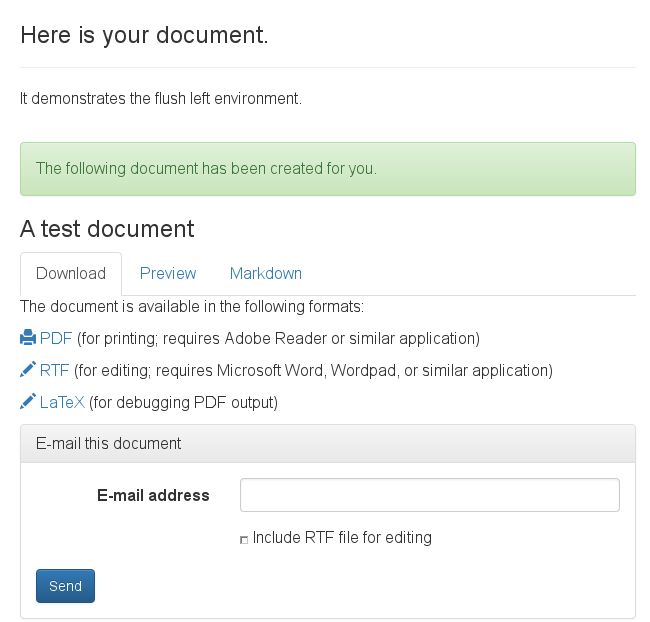 Here is your document.
It demonstrates the flush left environment.
The following document has been created for you.
A test document
Download Preview Markdown
The document is available in the following formats:
PDF (for printing; requires Adobe Reader or similar application)
RTF (for editing; requires Microsoft Word, Wordpad, or similar application)
LaTeX (for debugging PDF output)
E-mail this document
E-mail address
Include RTF file for editing
Send